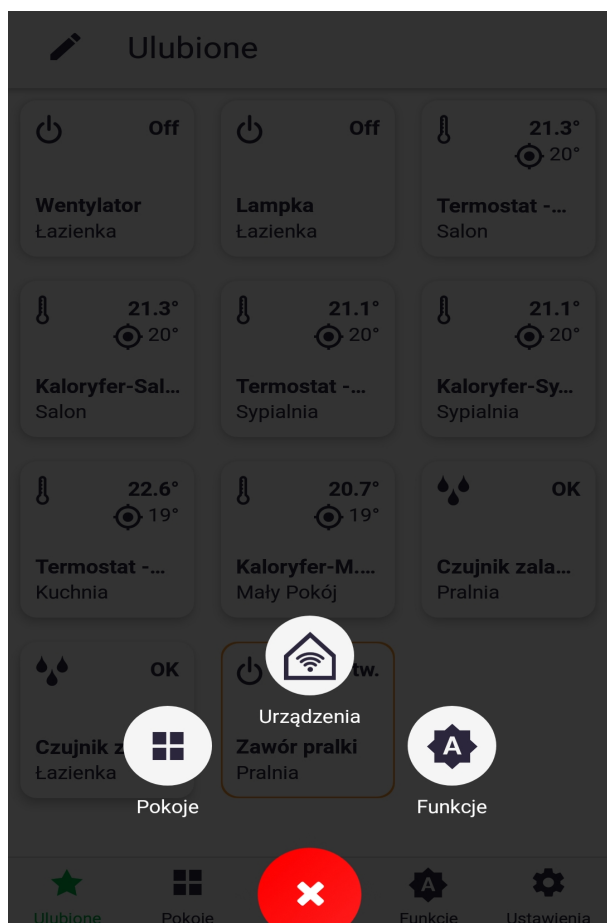 Ulubione
Off
Wentylator
Łazienka
Off
Lampka
Łazienka
21.3°
20°
Termostat -...
Salon
21.3°
20°
Kaloryfer-Sal...
Salon
21.1°
20°
Termostat -...
Sypialnia
21.1°
20°
Kaloryfer-Sy...
Sypialnia
22.6°
19°
Termostat -...
Kuchnia
20.7°
19°
Kaloryfer-M....
Mały Pokój
OK
Czujnik zala...
Pralnia
OK
Czujnik z
Łazienka
tw.
Zawór pralki
Pralnia
Urządzenia
Pokoje
A
Funkcje
Ulubione
Pokoje
A
Funkcje
Ustawienia